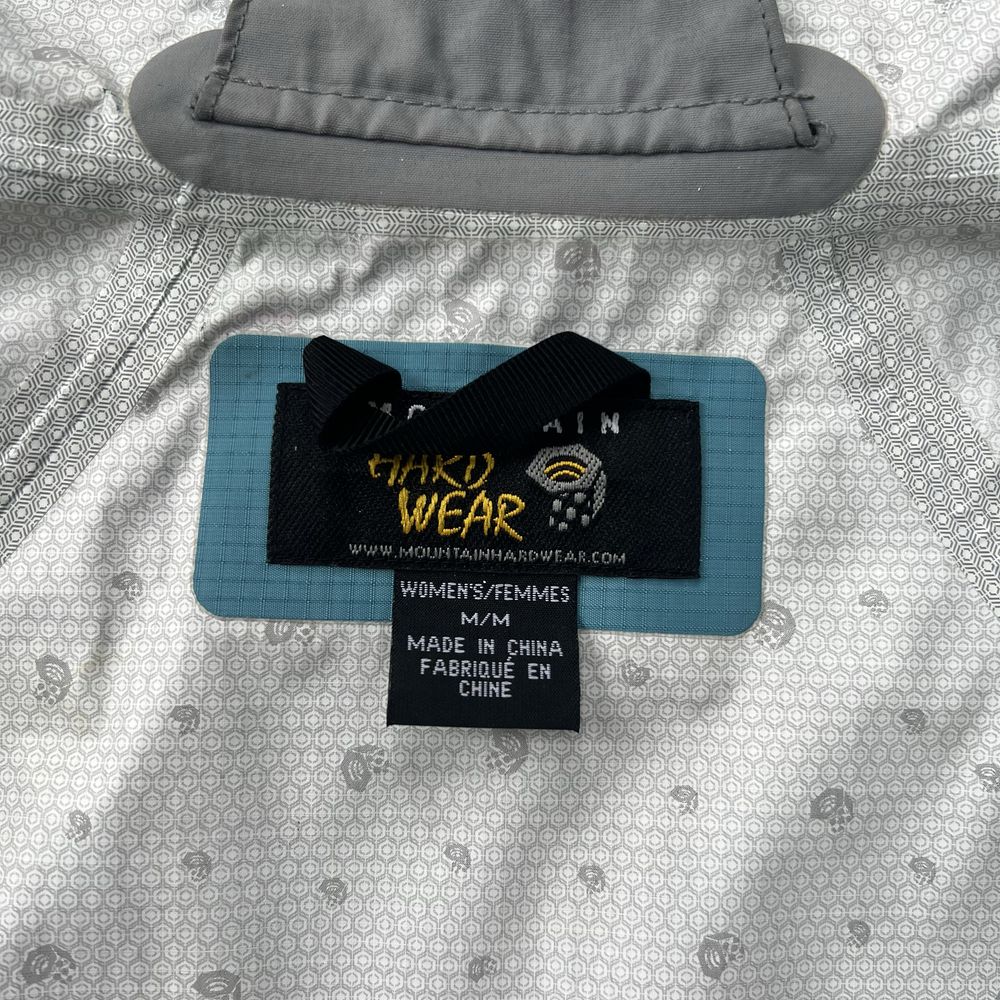 HARD
WEAR
WWW.MOUNTAINHARDWEAR.COM
WOMEN'S/FEMMES
M/M
MADE IN CHINA
FABRIQUÉ EN
CHINE